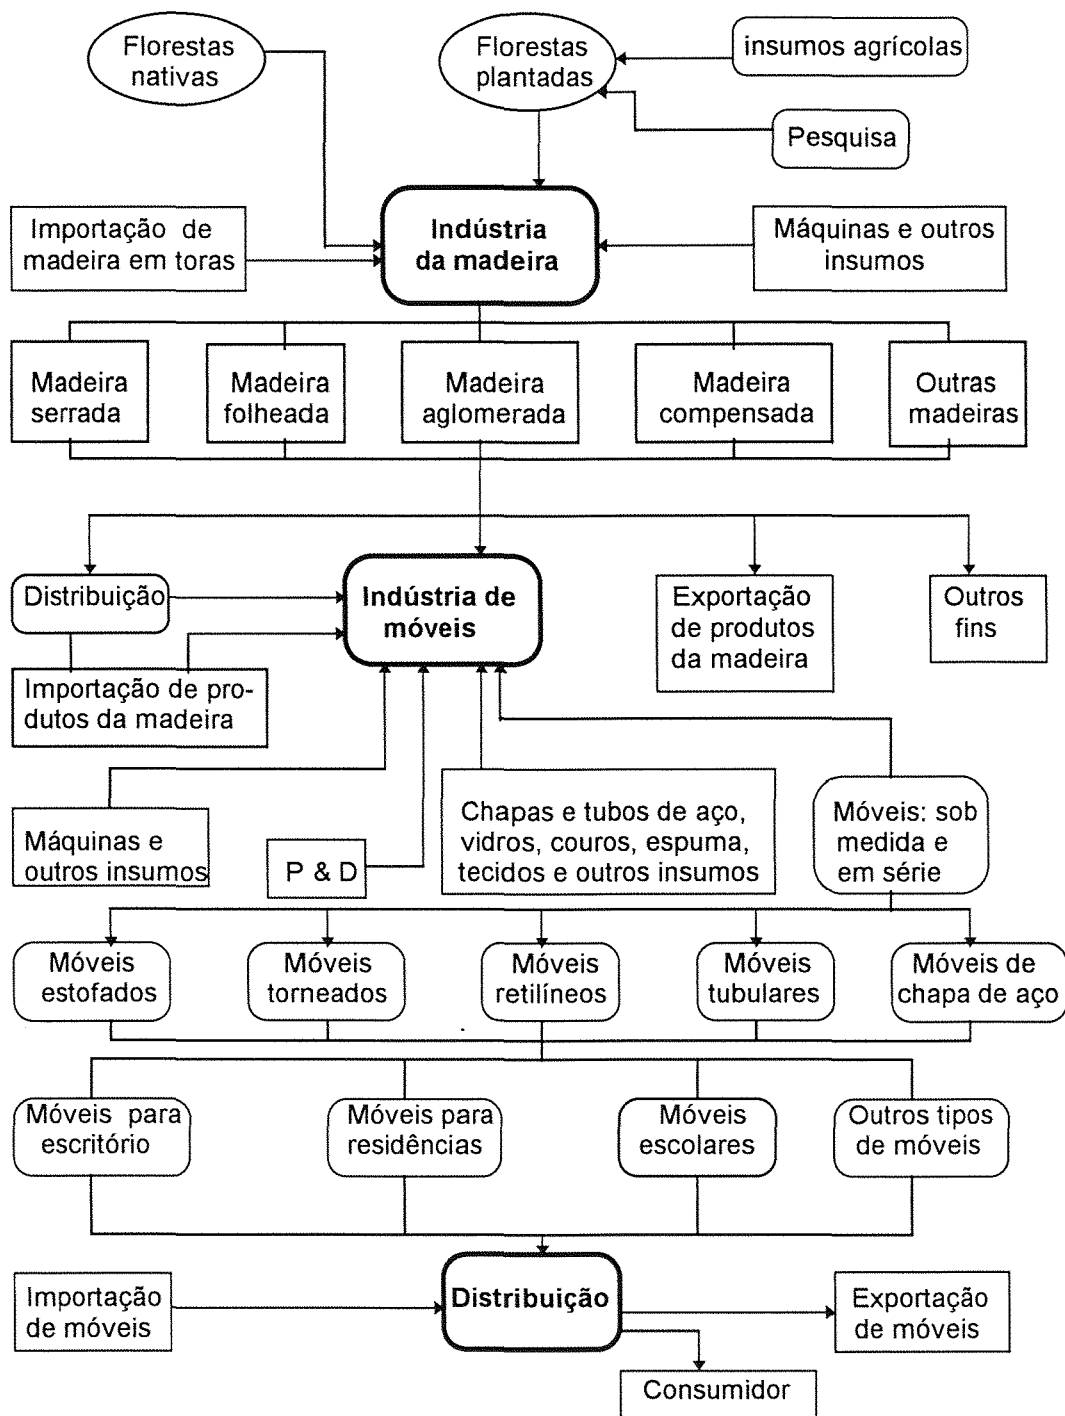 Florestas
nativas
Florestas
plantadas
insumos agrícolas
Pesquisa
Importação de
madeira em toras
Indústria
da madeira
Máquinas e outros
insumos
Madeira
serrada
Madeira
folheada
Madeira
aglomerada
Madeira
compensada
Outras
madeiras
Distribuição
Indústria de
móveis
Exportação
de produtos
da madeira
Outros
fins
Importação de pro-
dutos da madeira
Máquinas e
outros insumos
P & D
Chapas e tubos de aço,
vidros, couros, espuma,
tecidos e outros insumos
Móveis: sob
medida e
em série
Móveis
estofados
Móveis
torneados
Móveis
retilíneos
Móveis
tubulares
Móveis de
chapa de aço
Móveis para
escritório
Móveis para
residências
Móveis
escolares
Outros tipos
de móveis
Importação
de móveis
Distribuição
Exportação
de móveis
Consumidor